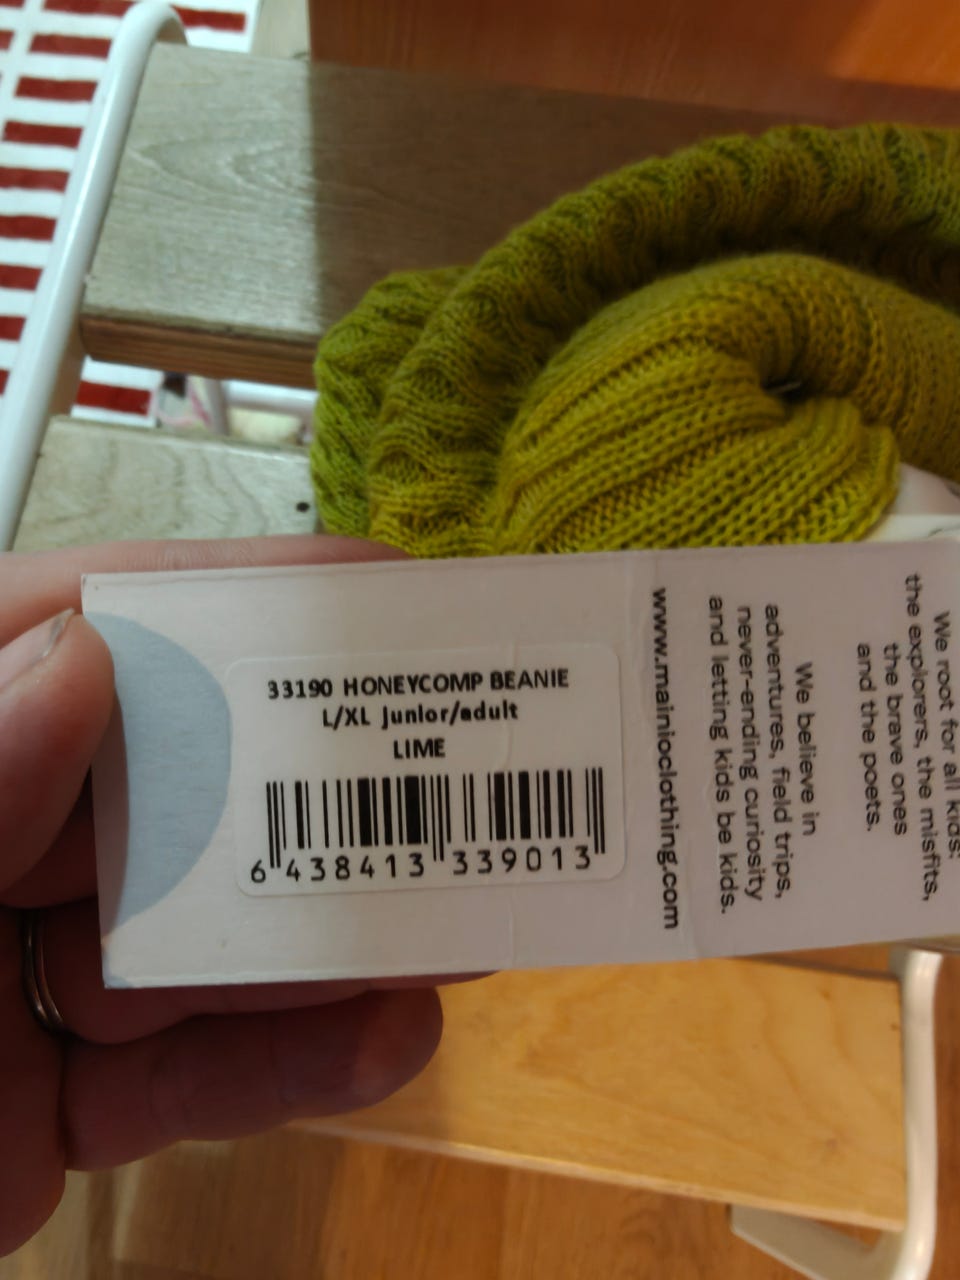 33190 HONEYCOMP BEANIE
L/XL Junior/adult
LIME
6 438413 339013
www.mainioclothing.com
We believe in
adventures, field trips,
never-ending curiosity
and letting kids be kids.
We root for all kids:
the explorers, the misfits,
the brave ones
and the poets.